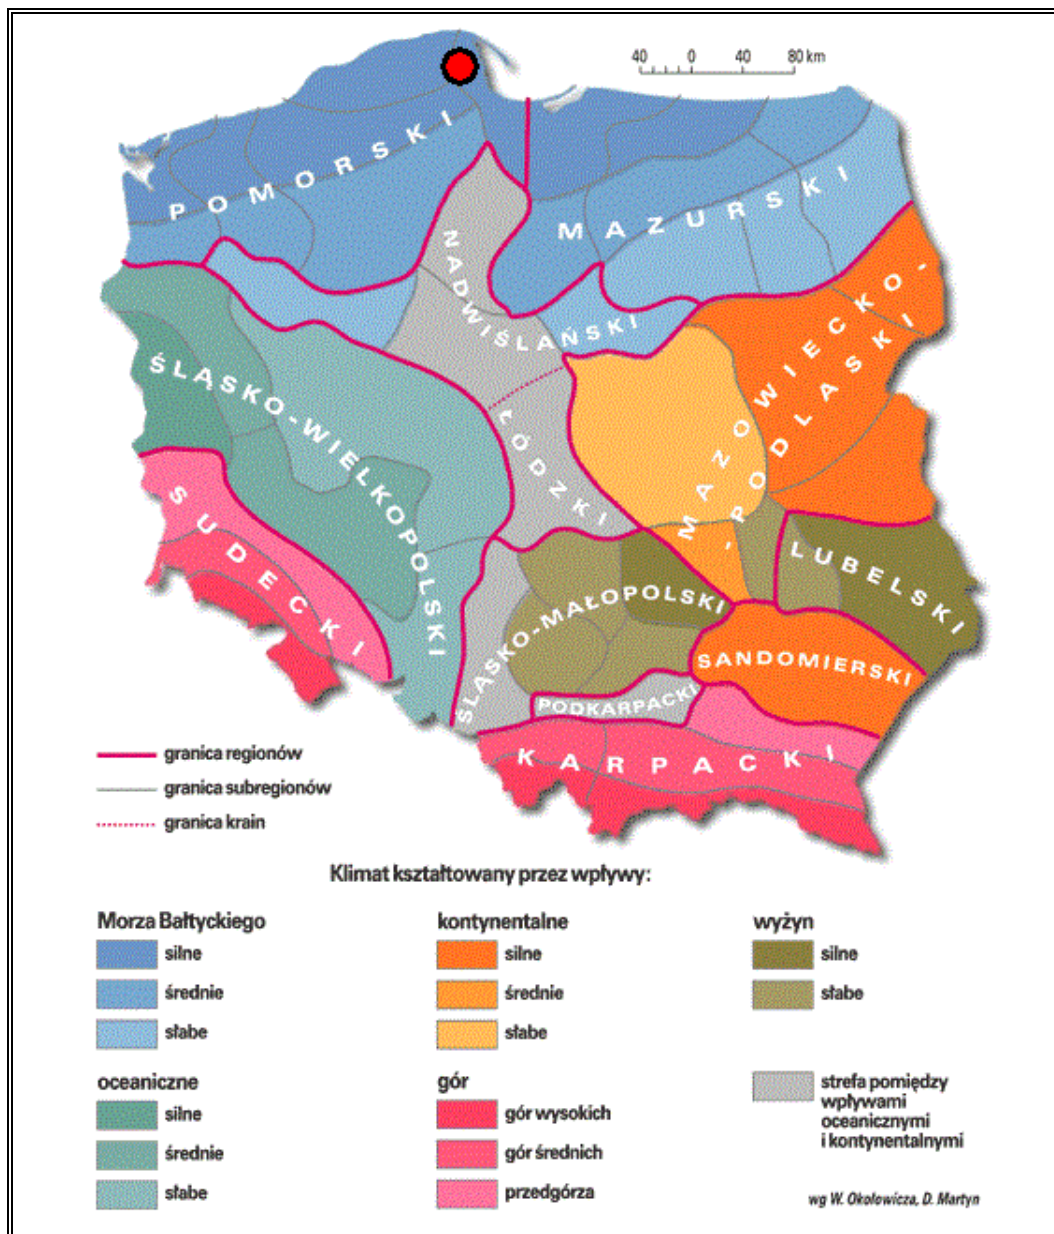 40 0 40 80 km
POMORSKI
MAZURSKI
NADWIŚLAŃSKI
MAZOWIECKO-
-PODLASKI
ŚLĄSKO-WIELKOPOLSKI
ŁÓDZKI
SUDECKI
LUBELSKI
ŚLĄSKO-MAŁOPOLSKI
SANDOMIERSKI
PODKARPACKI
KARPACKI
granica regionów
granica subregionów
granica krain
Klimat kształtowany przez wpływy:
Morza Bałtyckiego
silne
średnie
słabe
kontynentalne
silne
średnie
słabe
wyżyn
silne
słabe
oceaniczne
silne
średnie
słabe
gór
gór wysokich
gór średnich
przedgórza
strefa pomiędzy
wpływami
oceanicznymi
i kontynentalnymi
wg W. Okołowicza, D. Martyn